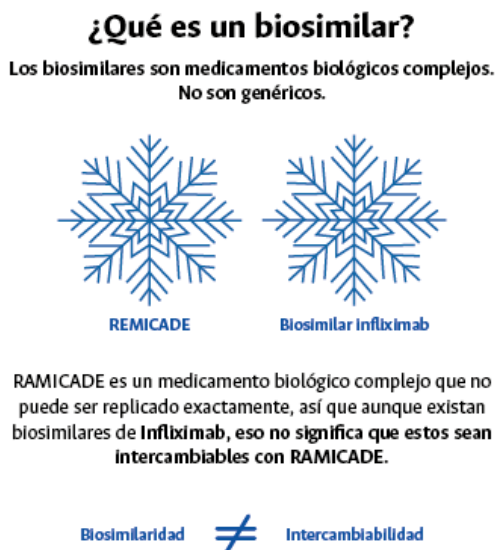 ¿Qué es un biosimilar?
Los biosimilares son medicamentos biológicos complejos.
No son genéricos.
REMICADE
Biosimilar infliximab
RAMICADE es un medicamento biológico complejo que no
puede ser replicado exactamente, así que aunque existan
biosimilares de Infliximab, eso no significa que estos sean
intercambiables con RAMICADE.
Biosimilaridad ≠ Intercambiabilidad